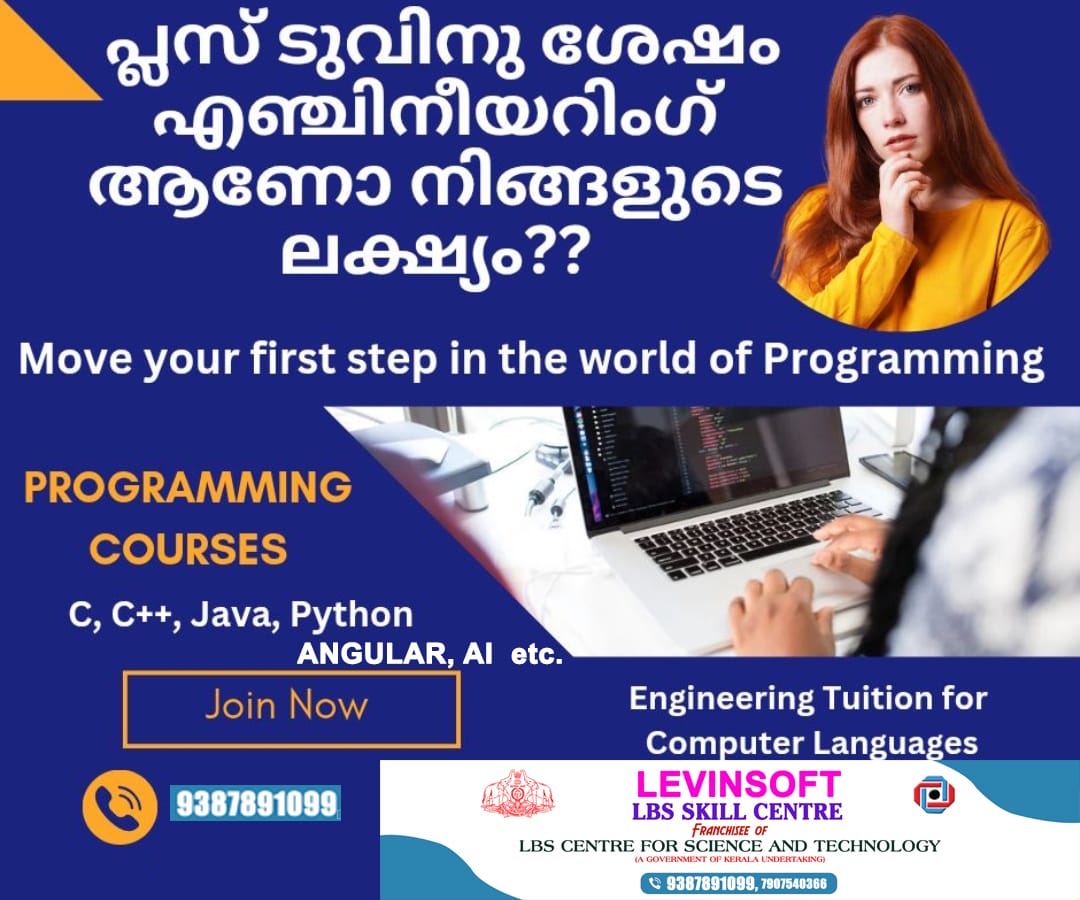 പ്ലസ് ടുവിനു ശേഷം
എഞ്ചിനീയറിംഗ്
ആണോ നിങ്ങളുടെ
ലക്ഷ്യം??
Move your first step in the world of Programming
PROGRAMMING
COURSES
C, C++, Java, Python
ANGULAR, AI etc.
Join Now
Engineering Tuition for
Computer Languages
9387891099
LEVINSOFT
LBS SKILL CENTRE
FRANCHISEE OF
LBS CENTRE FOR SCIENCE AND TECHNOLOGY
(A GOVERNMENT OF KERALA UNDERTAKING)
9387891099, 7907540366